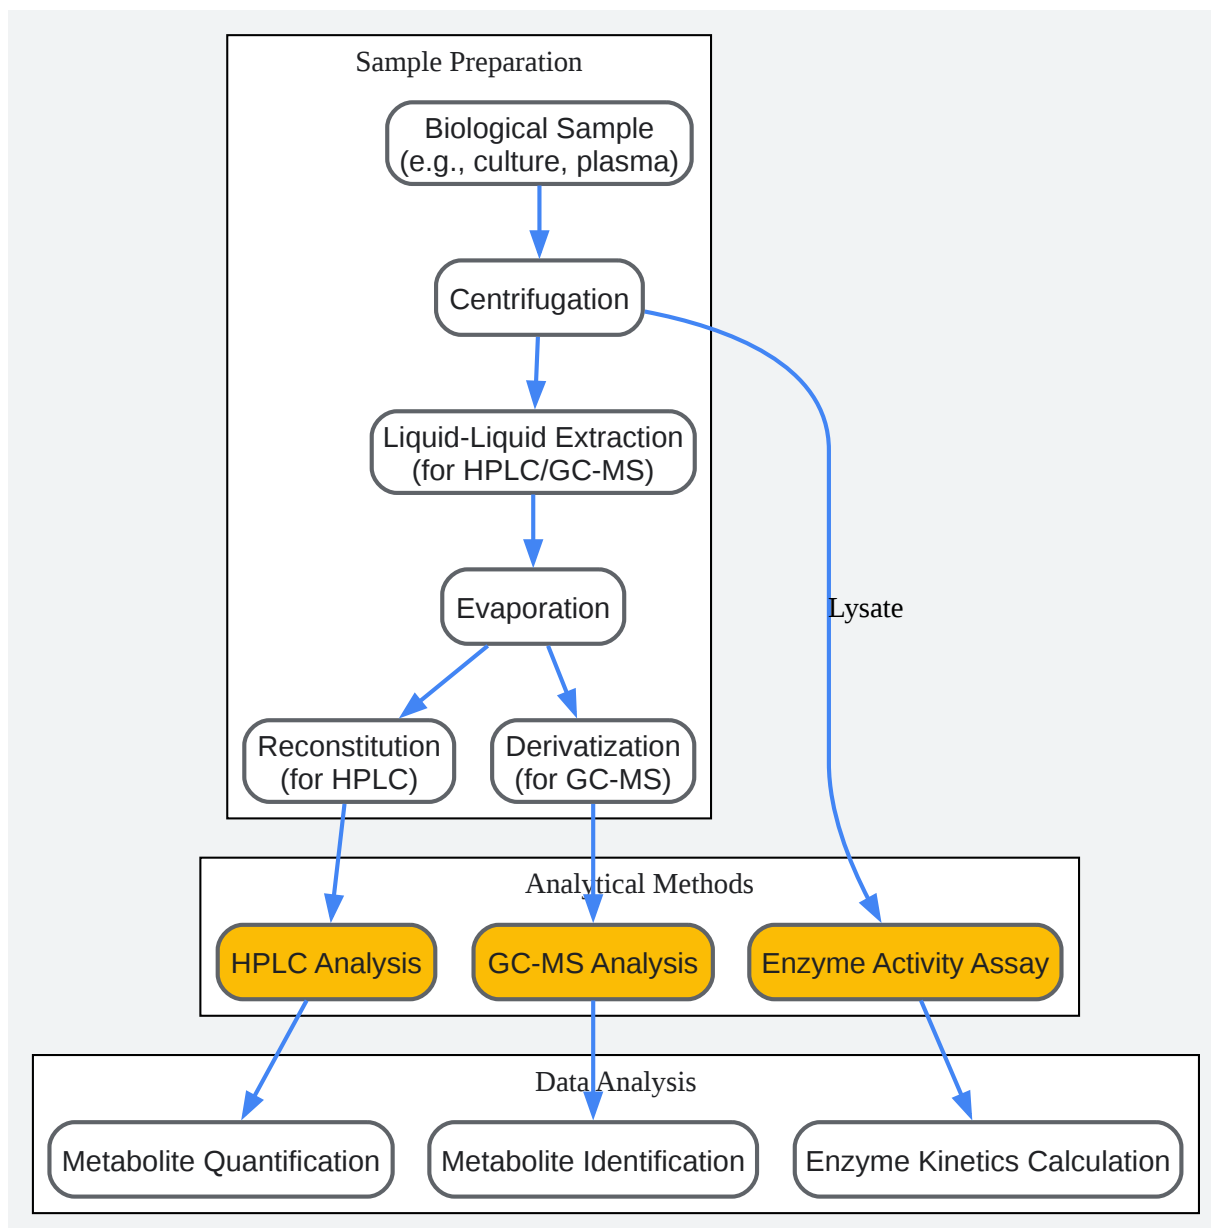 Sample Preparation
Biological Sample
(e.g., culture, plasma)
Centrifugation
Liquid-Liquid Extraction
(for HPLC/GC-MS)
Evaporation
Lysate
Reconstitution
(for HPLC)
Derivatization
(for GC-MS)
Analytical Methods
HPLC Analysis
GC-MS Analysis
Enzyme Activity Assay
Data Analysis
Metabolite Quantification
Metabolite Identification
Enzyme Kinetics Calculation